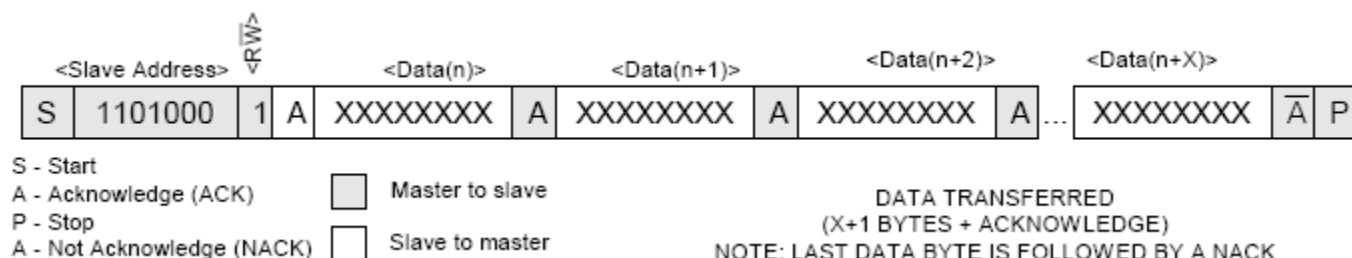 <Slave Address> <RW̅> <Data(n)> <Data(n+1)> <Data(n+2)> <Data(n+X)>
S 1101000 1 A XXXXXXXX A XXXXXXXX A XXXXXXXX A ... XXXXXXXX A̅ P
S - Start
A - Acknowledge (ACK) Master to slave DATA TRANSFERRED
P - Stop (X+1 BYTES + ACKNOWLEDGE)
A - Not Acknowledge (NACK) Slave to master NOTE: LAST DATA BYTE IS FOLLOWED BY A NACK